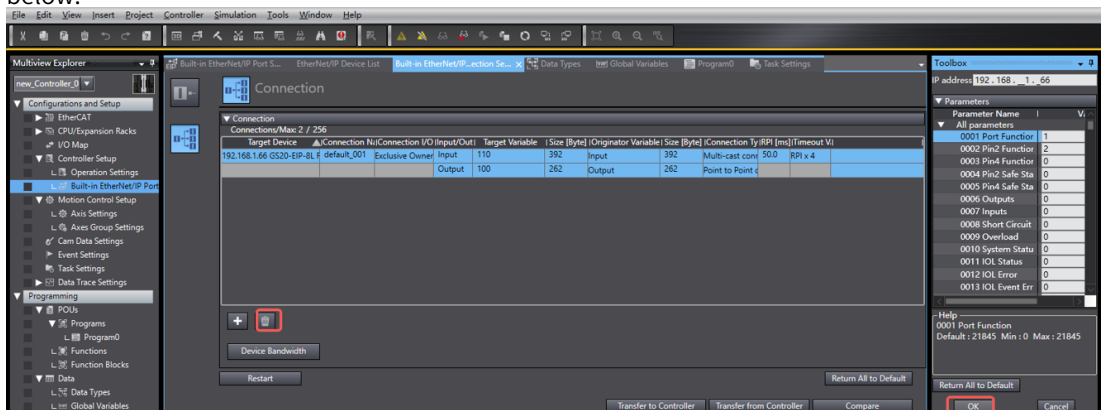 below.
File Edit View Insert Project Controller Simulation Tools Window Help
Multiview Explorer
new_Controller_0
Configurations and Setup
EtherCAT
CPU/Expansion Racks
I/O Map
Controller Setup
Operation Settings
Built-in EtherNet/IP Port
Motion Control Setup
Axis Settings
Axes Group Settings
Cam Data Settings
Event Settings
Task Settings
Data Trace Settings
Programming
POUs
Programs
Program0
Functions
Function Blocks
Data
Data Types
Global Variables
Built-in EtherNet/IP Port S... EtherNet/IP Device List Built-in EtherNet/IP...ection Se... x Data Types Global Variables Program0 Task Settings
Connection
Connection
Connections/Max: 2 / 256
Target Device Connection N Connection I/O Input/Out Target Variable Size [Byte] Originator Variable Size [Byte] Connection Ty RPI [ms] Timeout V
192.168.1.66 GS20-EIP-8L F default_001 Exclusive Owner Input 110 392 Input 392 Multi-cast conn 50.0 RPI x 4
Output 100 262 Output 262 Point to Point c
+
Device Bandwidth
Restart Return All to Default
Transfer to Controller Transfer from Controller Compare
Toolbox
IP address 192.168._1._66
Parameters
Parameter Name V
All parameters
0001 Port Function 1
0002 Pin2 Function 2
0003 Pin4 Function 0
0004 Pin2 Safe Sta 0
0005 Pin4 Safe Sta 0
0006 Outputs 0
0007 Inputs 0
0008 Short Circuit 0
0009 Overload 0
0010 System Statu 0
0011 IOL Status 0
0012 IOL Error 0
0013 IOL Event Err 0
Help
0001 Port Function
Default : 21845 Min : 0 Max : 21845
Return All to Default
OK Cancel